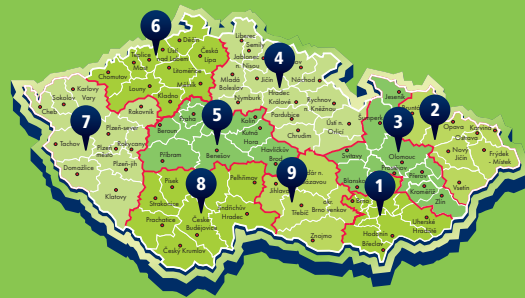 6
Děčín
Teplice
Ústí
nad Labem
Most
Litoměřice
Česká
Lípa
Chomutov
Louny
Mělník
Kladno
Rakovník
Liberec
Semily
Jablonec
n. Nisou
Jičín
4
Náchod
Mladá
Boleslav
Nymburk
Hradec
Králové
Rychnov
n. Kněžnou
Pardubice
Chrudim
Ústí n.
Orlicí
Svitavy
Karlovy
Vary
Sokolov
Cheb
7
Tachov
Plzeň-sever
Plzeň
město
Rokycany
Plzeň-jih
Domažlice
Klatovy
5
Praha
Beroun
Kolín
Kutná
Hora
Příbram
Benešov
Havlíčkův
Brod
8
Písek
Strakonice
Prachatice
České
Budějovice
Český Krumlov
Jindřichův
Hradec
Pelhřimov
9
Jihlava
Třebíč
Znojmo
Jeseník
Šumperk
3
Olomouc
Prostějov
Přerov
Kroměříž
Zlín
2
Opava
Karviná
Ostrava
Nový
Jičín
Frýdek
-Místek
Vsetín
1
Blansko
Brno
Brno-venkov
Hodonín
Břeclav
Uherské
Hradiště